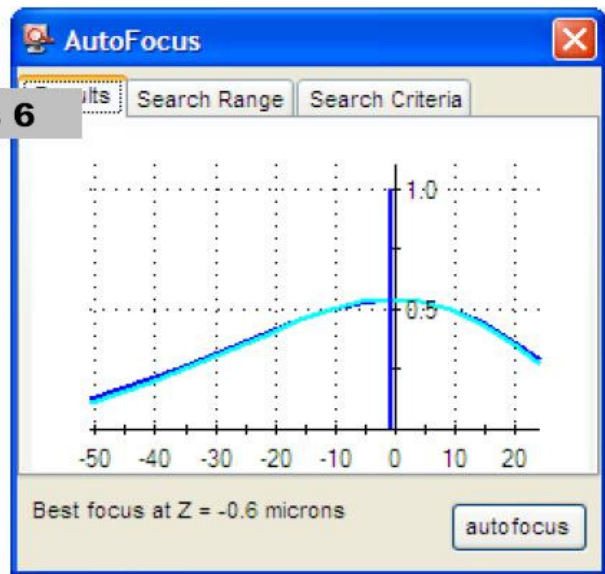 AutoFocus
6
Search Range
Search Criteria
1.0
0.5
-50 -40 -30 -20 -10 0 10 20
Best focus at Z = -0.6 microns
autofocus